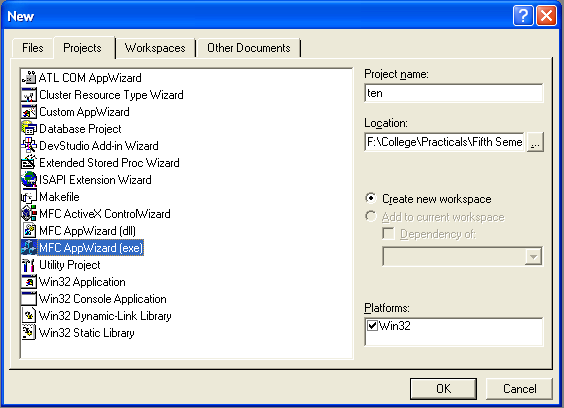 New
Files Projects Workspaces Other Documents
ATL COM AppWizard
Cluster Resource Type Wizard
Custom AppWizard
Database Project
DevStudio Add-in Wizard
Extended Stored Proc Wizard
ISAPI Extension Wizard
Makefile
MFC ActiveX ControlWizard
MFC AppWizard (dll)
MFC AppWizard (exe)
Utility Project
Win32 Application
Win32 Console Application
Win32 Dynamic-Link Library
Win32 Static Library
Project name:
ten
Location:
F:\College\Practicals\Fifth Seme
...
Create new workspace
Add to current workspace
Dependency of:
Platforms:
Win32
OK Cancel